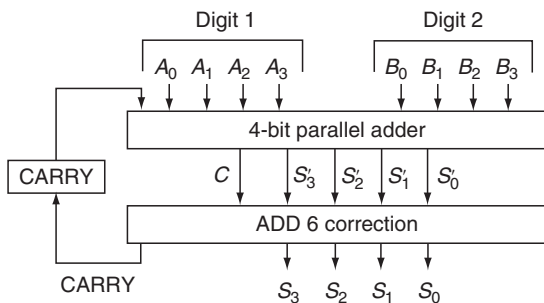 Digit 1 Digit 2
A₀ A₁ A₂ A₃ B₀ B₁ B₂ B₃
4-bit parallel adder
CARRY C S′₃ S′₂ S′₁ S′₀
ADD 6 correction
CARRY S₃ S₂ S₁ S₀